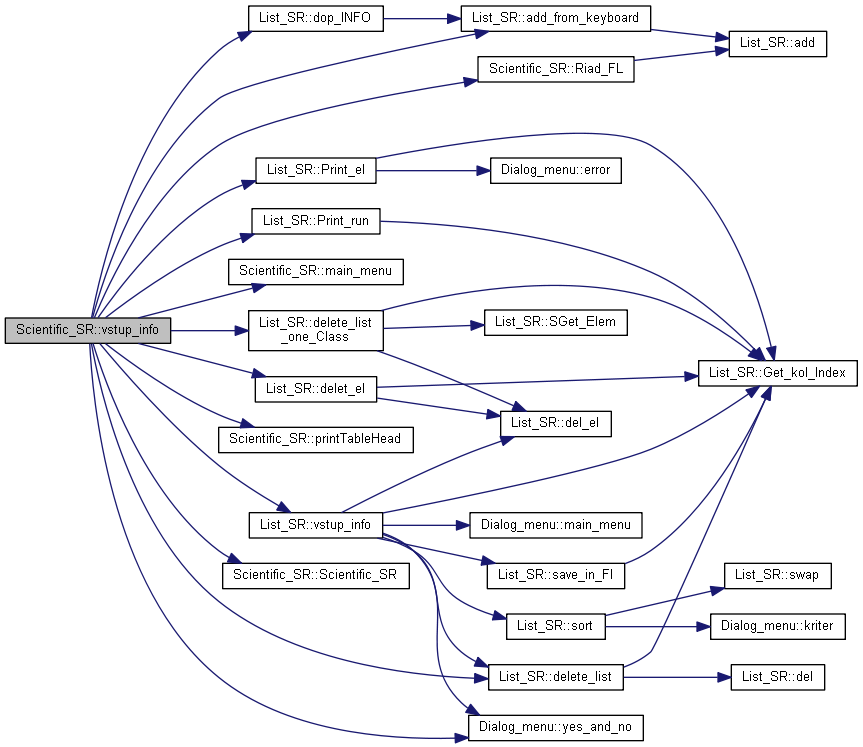 List_SR::dop_INFO
List_SR::add_from_keyboard
List_SR::add
Scientific_SR::Riad_FL
List_SR::Print_el
Dialog_menu::error
List_SR::Print_run
Scientific_SR::main_menu
Scientific_SR::vstup_info
List_SR::delete_list
_one_Class
List_SR::SGet_Elem
List_SR::Get_kol_Index
List_SR::delet_el
List_SR::del_el
Scientific_SR::printTableHead
List_SR::vstup_info
Dialog_menu::main_menu
Scientific_SR::Scientific_SR
List_SR::save_in_Fl
List_SR::swap
List_SR::sort
Dialog_menu::kriter
List_SR::delete_list
List_SR::del
Dialog_menu::yes_and_no